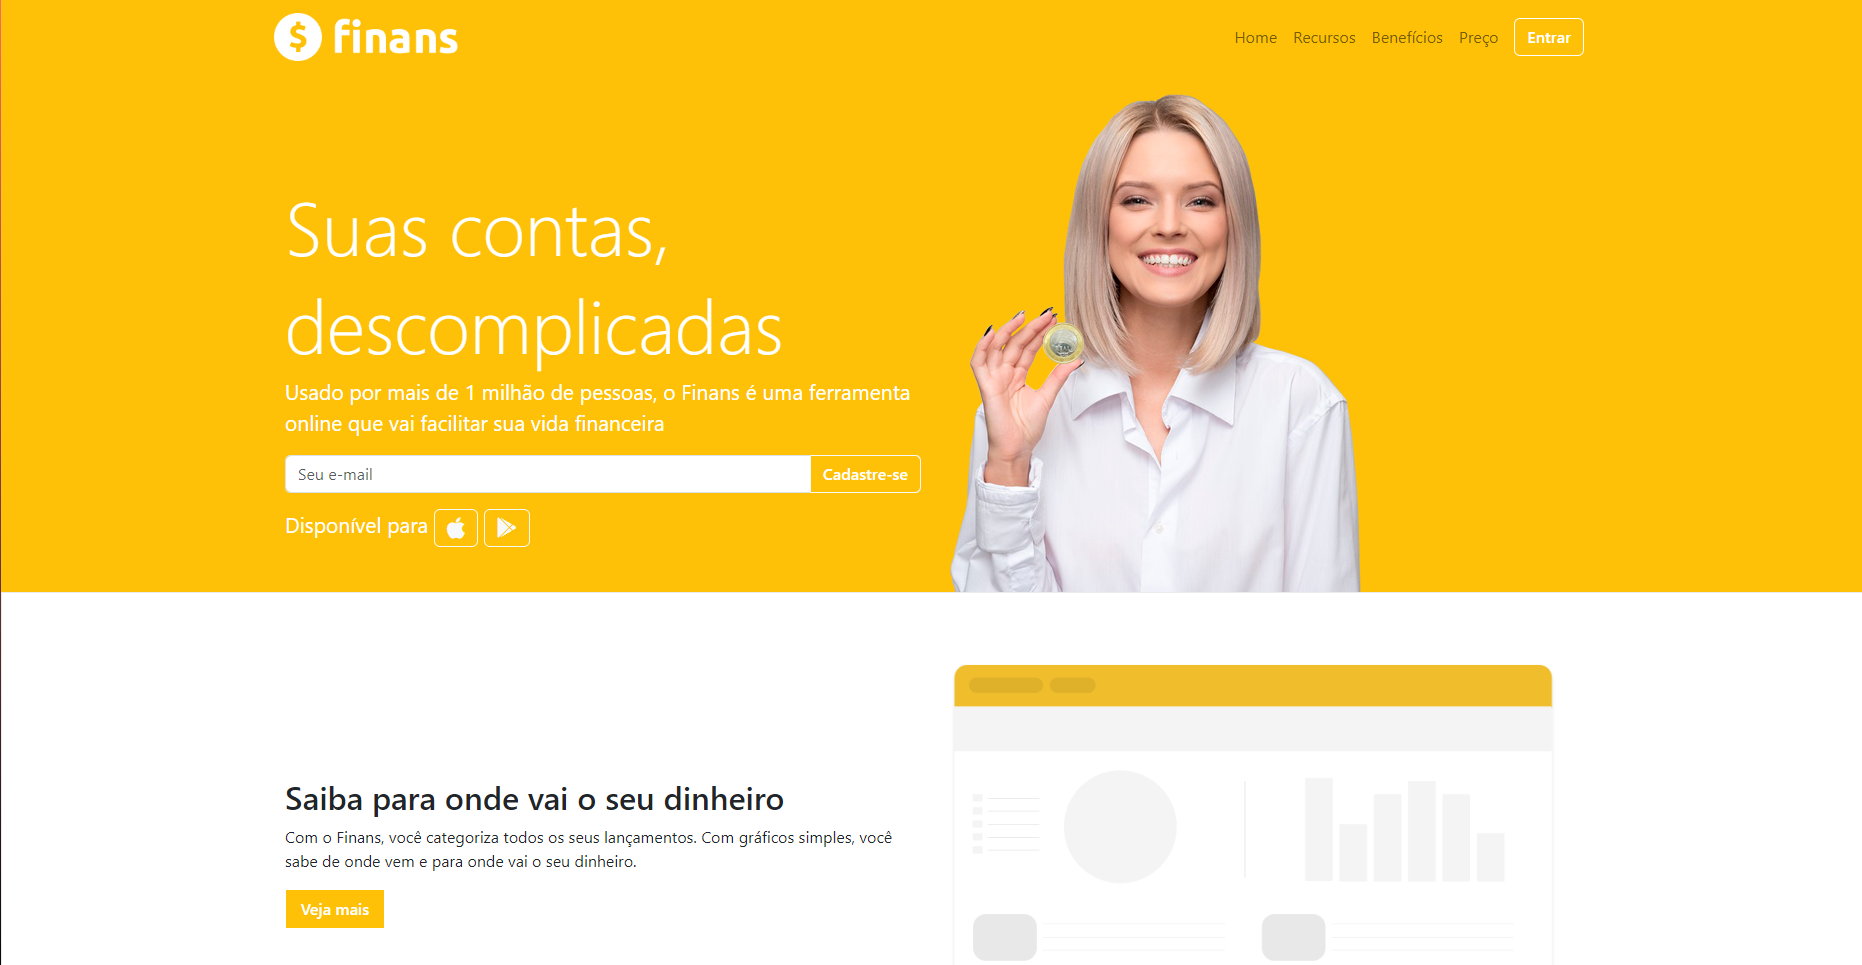 $ finans
Home Recursos Benefícios Preço Entrar
Suas contas,
descomplicadas
Usado por mais de 1 milhão de pessoas, o Finans é uma ferramenta
online que vai facilitar sua vida financeira
Seu e-mail Cadastre-se
Disponível para
Saiba para onde vai o seu dinheiro
Com o Finans, você categoriza todos os seus lançamentos. Com gráficos simples, você
sabe de onde vem e para onde vai o seu dinheiro.
Veja mais